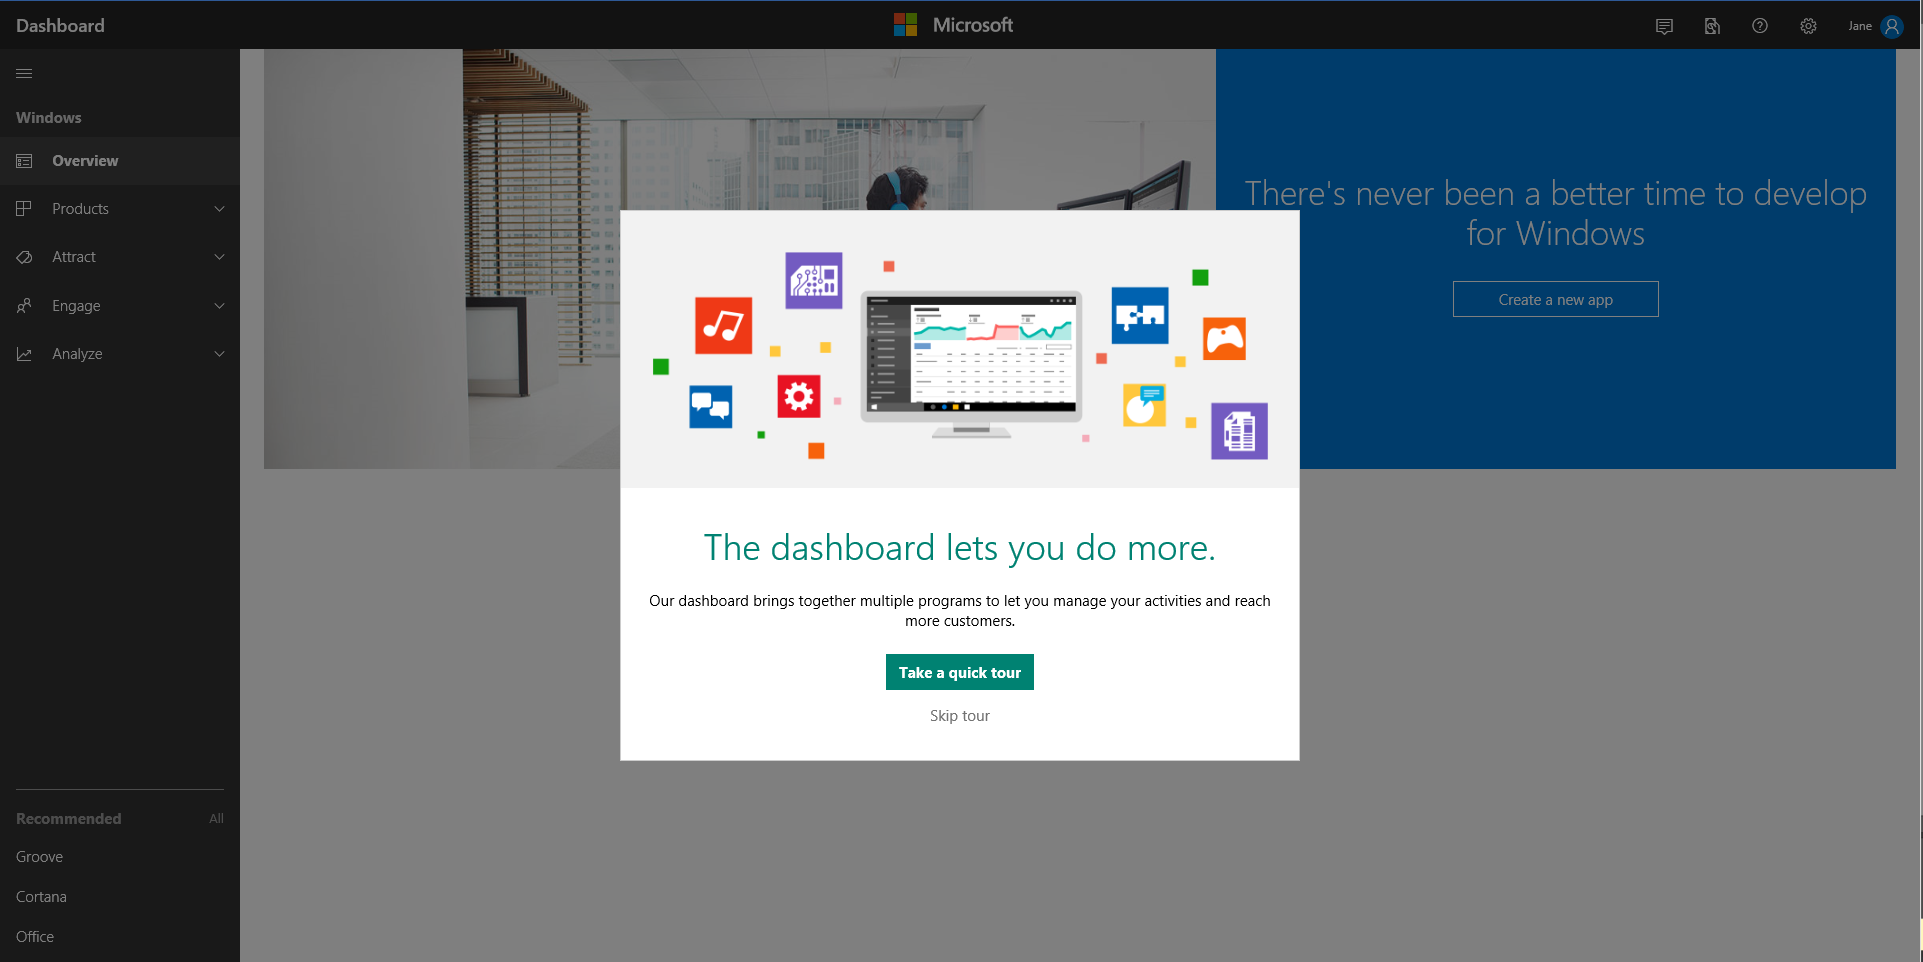 Dashboard
Microsoft
Jane
Windows
Overview
Products
Attract
Engage
Analyze
There's never been a better time to develop
for Windows
Create a new app
The dashboard lets you do more.
Our dashboard brings together multiple programs to let you manage your activities and reach
more customers.
Take a quick tour
Skip tour
Recommended All
Groove
Cortana
Office